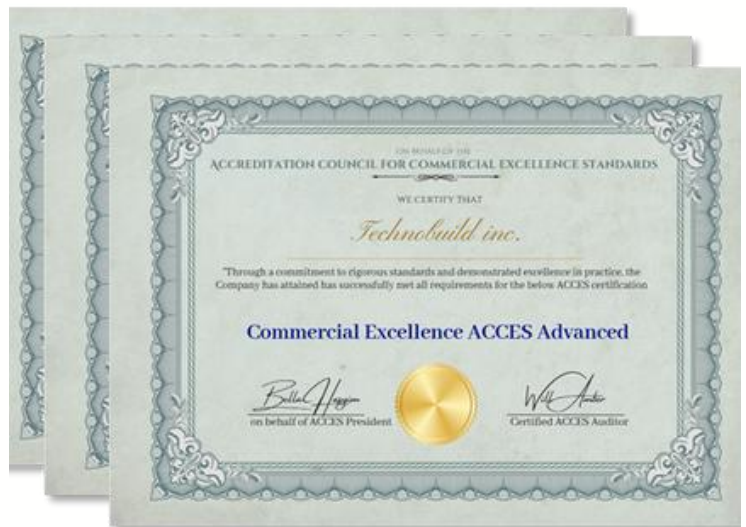 ON BEHALF OF THE
ACCREDITATION COUNCIL FOR COMMERCIAL EXCELLENCE STANDARDS
WE CERTIFY THAT
Technobuild inc.
"Through a commitment to rigorous standards and demonstrated excellence in practice, the
Company has attained has successfully met all requirements for the below ACCES certification
Commercial Excellence ACCES Advanced
on behalf of ACCES President
Certified ACCES Auditor